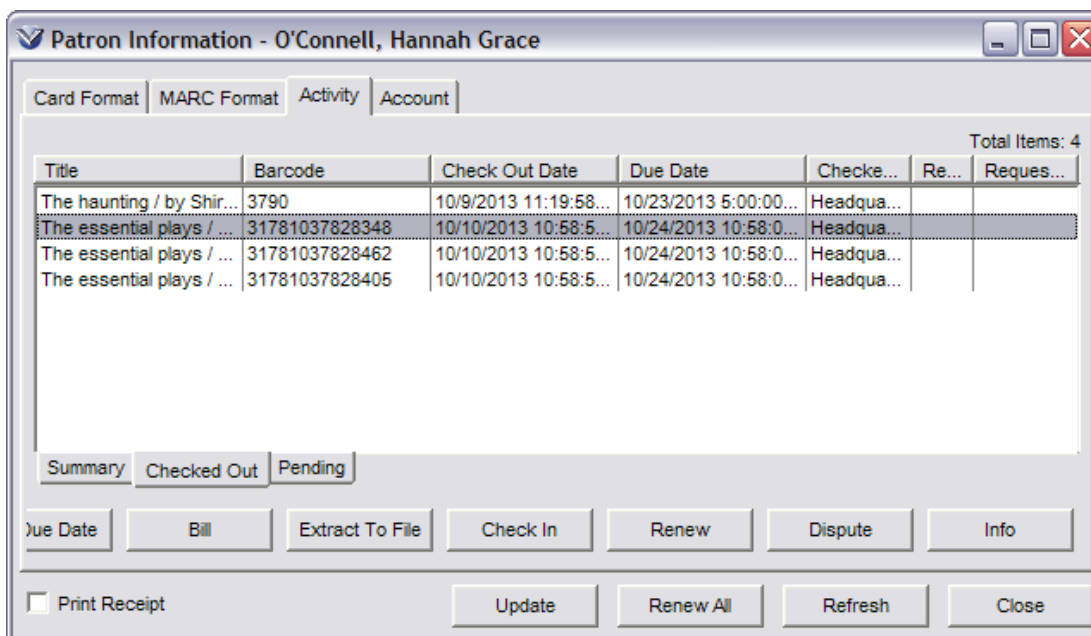 Patron Information - O'Connell, Hannah Grace
Card Format MARC Format Activity Account
Total Items: 4
Title Barcode Check Out Date Due Date Checke... Re... Reques...
The haunting / by Shir... 3790 10/9/2013 11:19:58... 10/23/2013 5:00:00... Headqua...
The essential plays / ... 31781037828348 10/10/2013 10:58:5... 10/24/2013 10:58:0... Headqua...
The essential plays / ... 31781037828462 10/10/2013 10:58:5... 10/24/2013 10:58:0... Headqua...
The essential plays / ... 31781037828405 10/10/2013 10:58:5... 10/24/2013 10:58:0... Headqua...
Summary Checked Out Pending
Due Date Bill Extract To File Check In Renew Dispute Info
Print Receipt Update Renew All Refresh Close